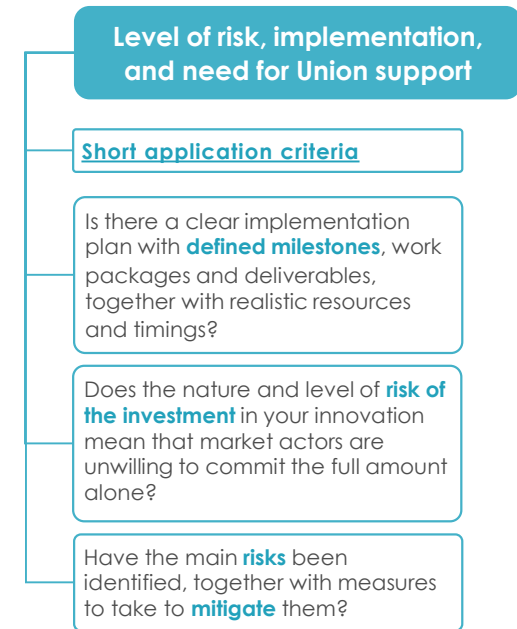 Level of risk, implementation,
and need for Union support
Short application criteria
Is there a clear implementation
plan with defined milestones, work
packages and deliverables,
together with realistic resources
and timings?
Does the nature and level of risk of
the investment in your innovation
mean that market actors are
unwilling to commit the full amount
alone?
Have the main risks been
identified, together with measures
to take to mitigate them?